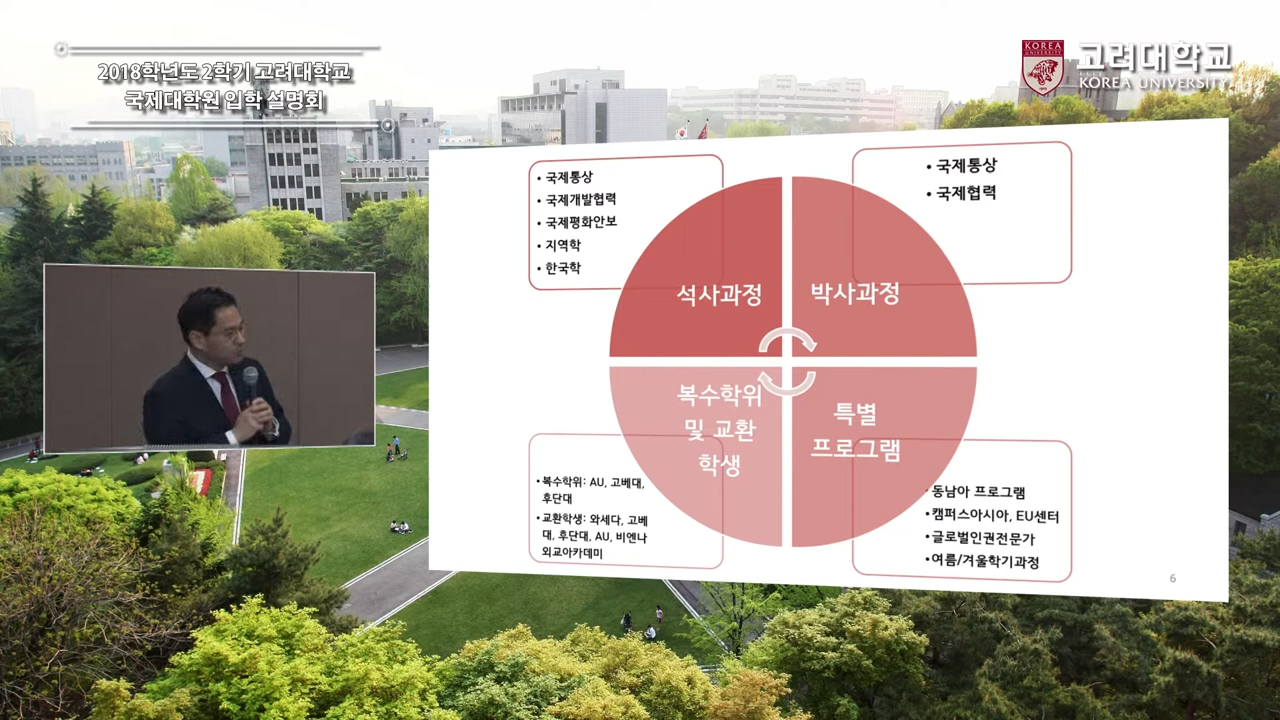 2018학년도 2학기 고려대학교
국제대학원 입학 설명회
KOREA
UNIVERSITY
고려대학교
KOREA UNIVERSITY
• 국제통상
• 국제개발협력
• 국제평화안보
• 지역학
• 한국학
• 국제통상
• 국제협력
석사과정
박사과정
복수학위
및 교환
학생
특별
프로그램
• 복수학위: AU, 고베대,
후단대
• 교환학생: 와세다, 고베
대, 후단대, AU, 비엔나
외교아카데미
• 동남아 프로그램
• 캠퍼스아시아, EU센터
• 글로벌인권전문가
• 여름/겨울학기과정
6